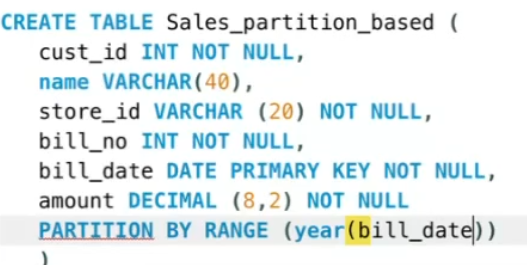 CREATE TABLE Sales_partition_based (
cust_id INT NOT NULL,
name VARCHAR(40),
store_id VARCHAR (20) NOT NULL,
bill_no INT NOT NULL,
bill_date DATE PRIMARY KEY NOT NULL,
amount DECIMAL (8,2) NOT NULL
PARTITION BY RANGE (year(bill_date))
)